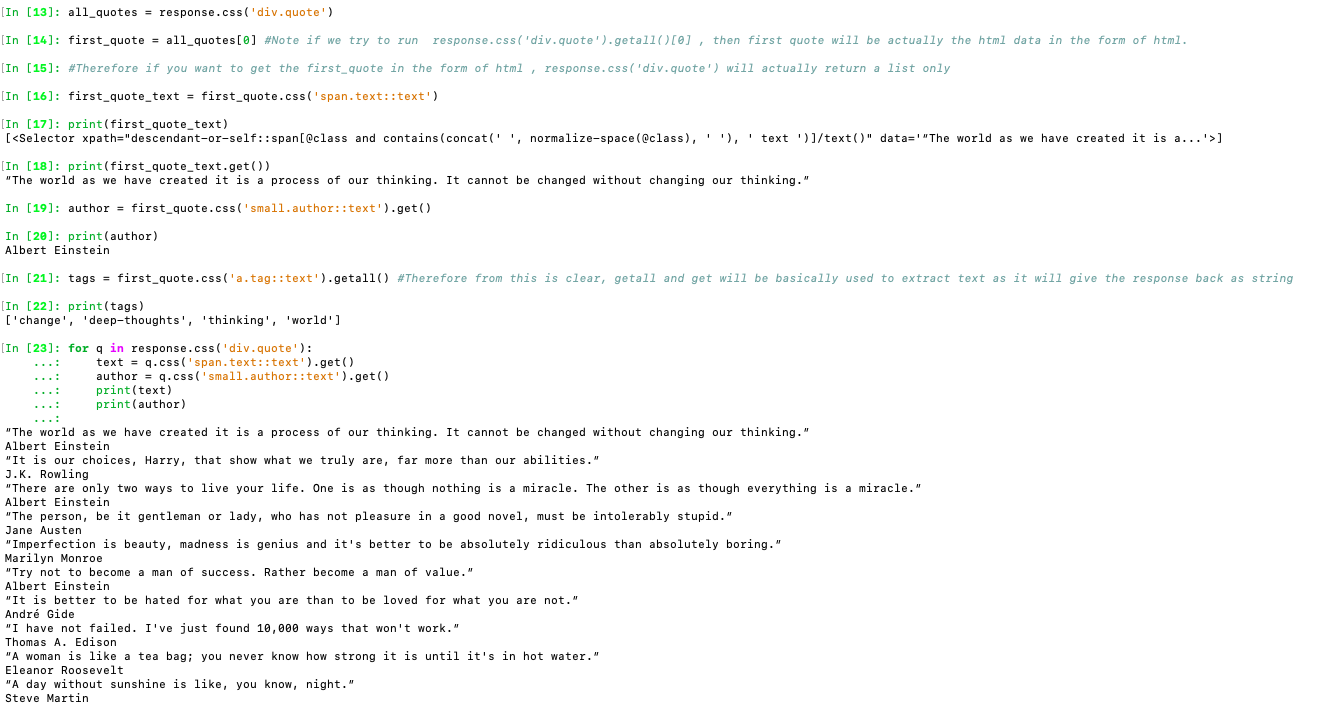 [In [13]: all_quotes = response.css('div.quote')
[In [14]: first_quote = all_quotes[0] #Note if we try to run  response.css('div.quote').getall()[0] , then first quote will be actually the html data in the form of html.
[In [15]: #Therefore if you want to get the first_quote in the form of html , response.css('div.quote') will actually return a list only
[In [16]: first_quote_text = first_quote.css('span.text::text')
[In [17]: print(first_quote_text)
[<Selector xpath="descendant-or-self::span[@class and contains(concat(' ', normalize-space(@class), ' '), ' text ')]/text()" data='“The world as we have created it is a...'>]
[In [18]: print(first_quote_text.get())
“The world as we have created it is a process of our thinking. It cannot be changed without changing our thinking.”
In [19]: author = first_quote.css('small.author::text').get()
In [20]: print(author)
Albert Einstein
[In [21]: tags = first_quote.css('a.tag::text').getall() #Therefore from this is clear, getall and get will be basically used to extract text as it will give the response back as string
[In [22]: print(tags)
['change', 'deep-thoughts', 'thinking', 'world']
[In [23]: for q in response.css('div.quote'):
...:     text = q.css('span.text::text').get()
...:     author = q.css('small.author::text').get()
...:     print(text)
...:     print(author)
...:
“The world as we have created it is a process of our thinking. It cannot be changed without changing our thinking.”
Albert Einstein
“It is our choices, Harry, that show what we truly are, far more than our abilities.”
J.K. Rowling
“There are only two ways to live your life. One is as though nothing is a miracle. The other is as though everything is a miracle.”
Albert Einstein
“The person, be it gentleman or lady, who has not pleasure in a good novel, must be intolerably stupid.”
Jane Austen
“Imperfection is beauty, madness is genius and it's better to be absolutely ridiculous than absolutely boring.”
Marilyn Monroe
“Try not to become a man of success. Rather become a man of value.”
Albert Einstein
“It is better to be hated for what you are than to be loved for what you are not.”
André Gide
“I have not failed. I've just found 10,000 ways that won't work.”
Thomas A. Edison
“A woman is like a tea bag; you never know how strong it is until it's in hot water.”
Eleanor Roosevelt
“A day without sunshine is like, you know, night.”
Steve Martin